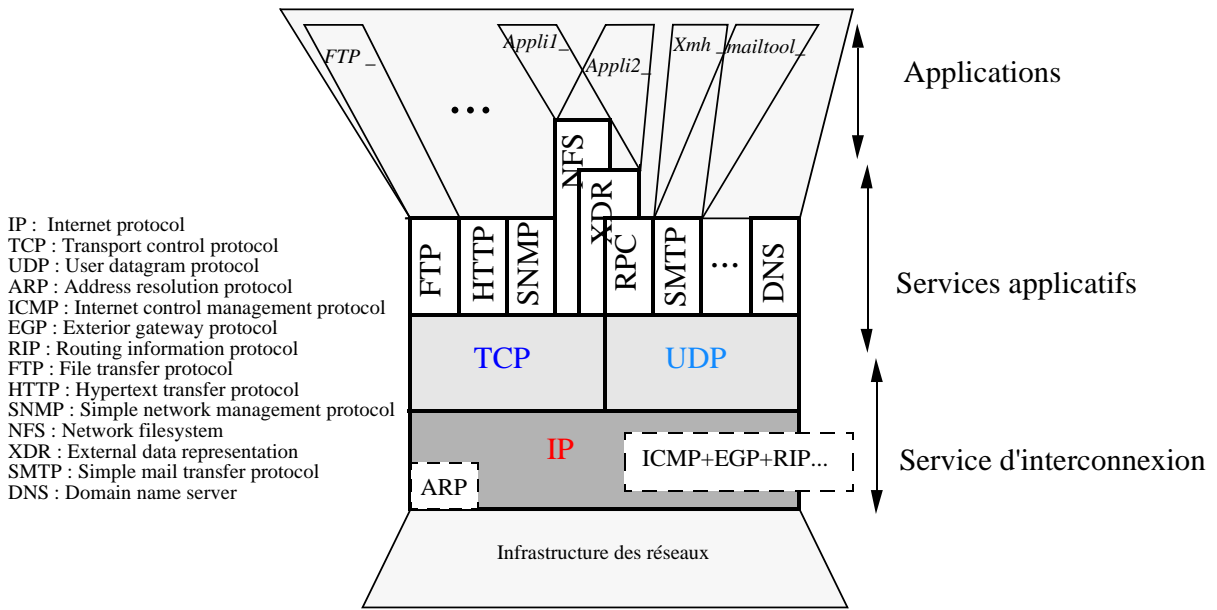 FTP _
Appli1_
Appli2_
Xmh _
mailtool_
Applications
...
NFS
XDR
FTP
HTTP
SNMP
RPC
SMTP
...
DNS
Services applicatifs
IP :  Internet protocol
TCP : Transport control protocol
UDP : User datagram protocol
ARP : Address resolution protocol
ICMP : Internet control management protocol
EGP : Exterior gateway protocol
RIP : Routing information protocol
FTP : File transfer protocol
HTTP : Hypertext transfer protocol
SNMP : Simple network management protocol
NFS : Network filesystem
XDR : External data representation
SMTP : Simple mail transfer protocol
DNS : Domain name server
TCP
UDP
IP
ICMP+EGP+RIP...
ARP
Service d'interconnexion
Infrastructure des réseaux